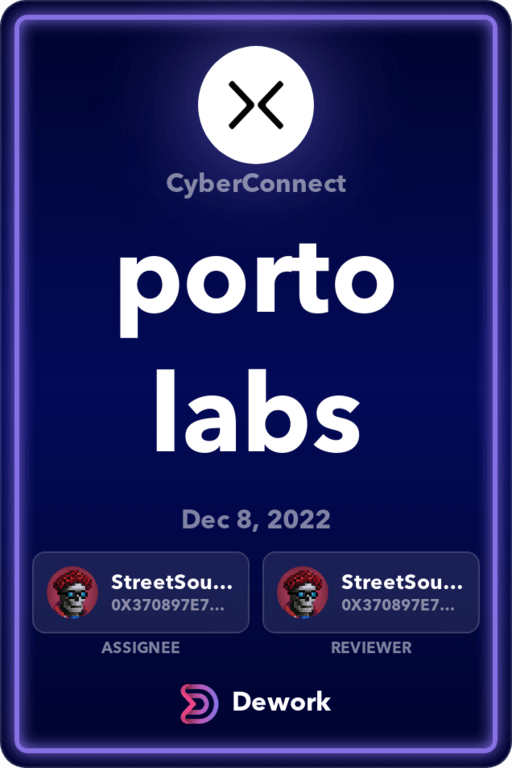 CyberConnect
porto
labs
Dec 8, 2022
StreetSou...
0X370897E7...
ASSIGNEE
StreetSou...
0X370897E7...
REVIEWER
Dework